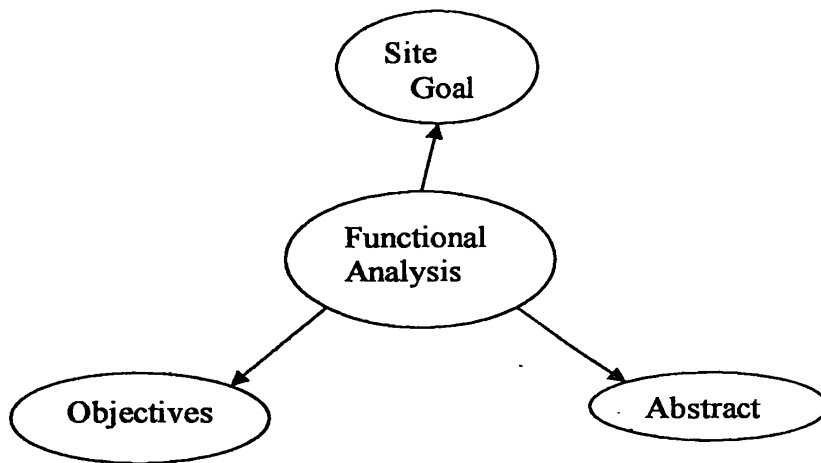 Site
Goal
Functional
Analysis
Objectives
Abstract